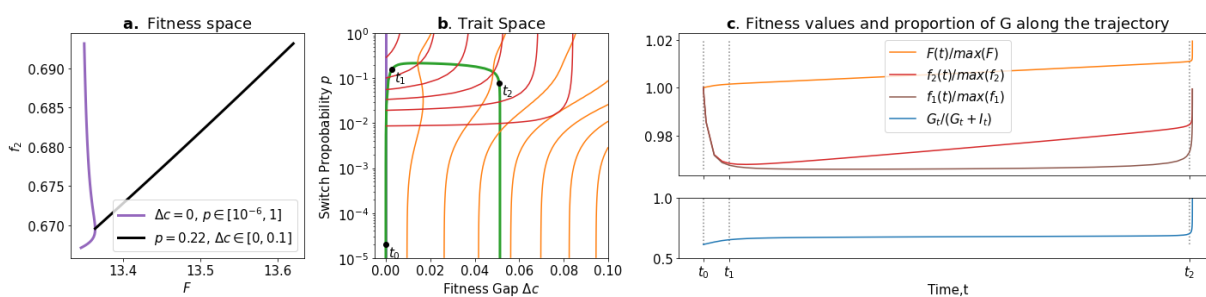 a. Fitness space
f₂
0.690
0.685
0.680
0.675
0.670
Δc = 0, p ∈ [10⁻⁶, 1]
p = 0.22, Δc ∈ [0, 0.1]
13.4
13.5
13.6
F
b. Trait Space
Switch Propobability p
10⁰
10⁻¹
10⁻²
10⁻³
10⁻⁴
10⁻⁵
t₁
t₂
t₀
0.00
0.02
0.04
0.06
0.08
0.10
Fitness Gap Δc
c. Fitness values and proportion of G along the trajectory
1.02
1.00
0.98
F(t)/max(F)
f₂(t)/max(f₂)
f₁(t)/max(f₁)
Gₜ/(Gₜ + Iₜ)
1.0
0.5
t₀
t₁
t₂
Time,t